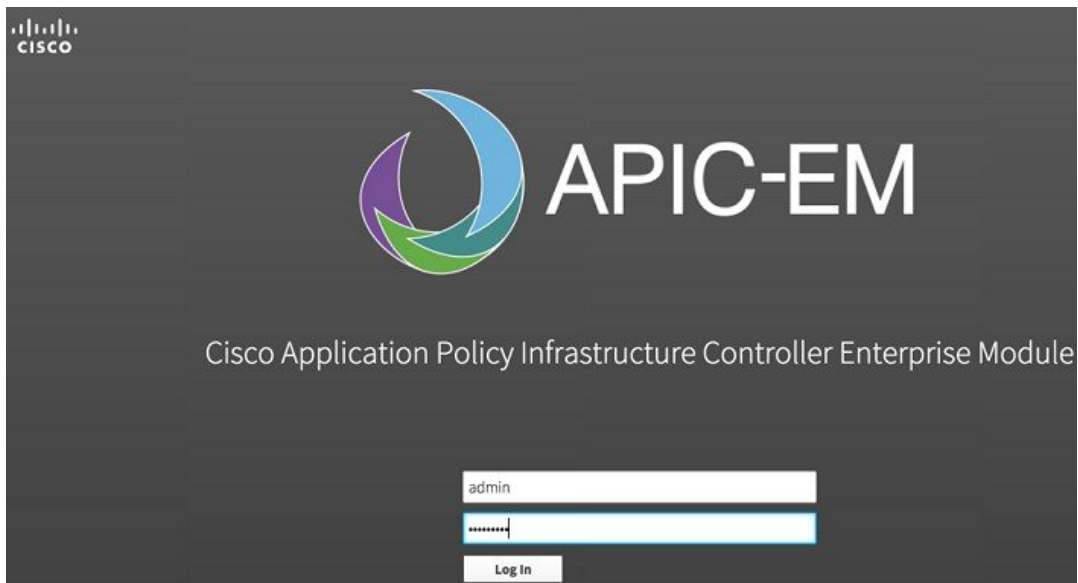 CISCO
APIC-EM
Cisco Application Policy Infrastructure Controller Enterprise Module
admin
•••••••••
Log In